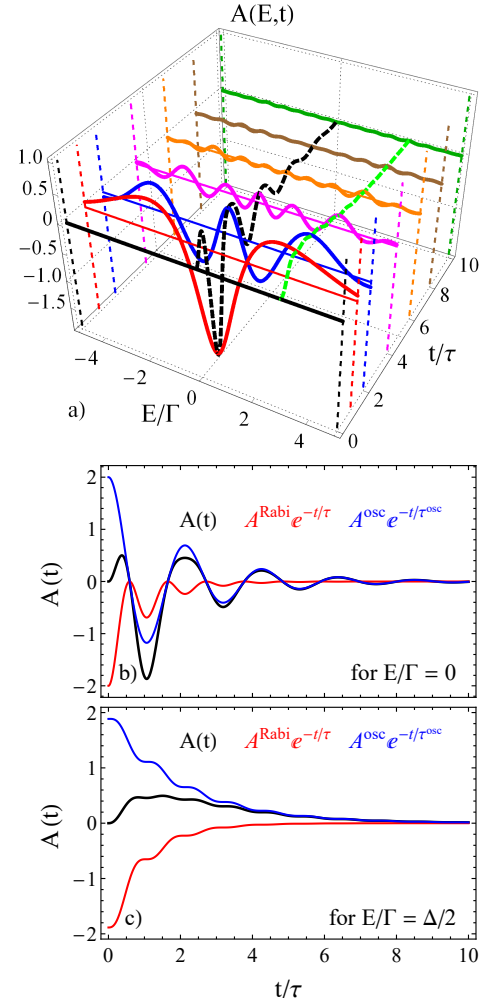 A(E,t)
1.0
0.5
0
−0.5
−1.0
−1.5
−4
−2
0
2
4
E/Γ
0
2
4
6
8
10
t/τ
a)
A(t) A^Rabi e^−t/τ A^osc e^−t/τ^osc
2
1
0
−1
−2
A(t)
b)
for E/Γ = 0
A(t) A^Rabi e^−t/τ A^osc e^−t/τ^osc
2
1
0
−1
−2
A(t)
c)
for E/Γ = Δ/2
0 2 4 6 8 10
t/τ